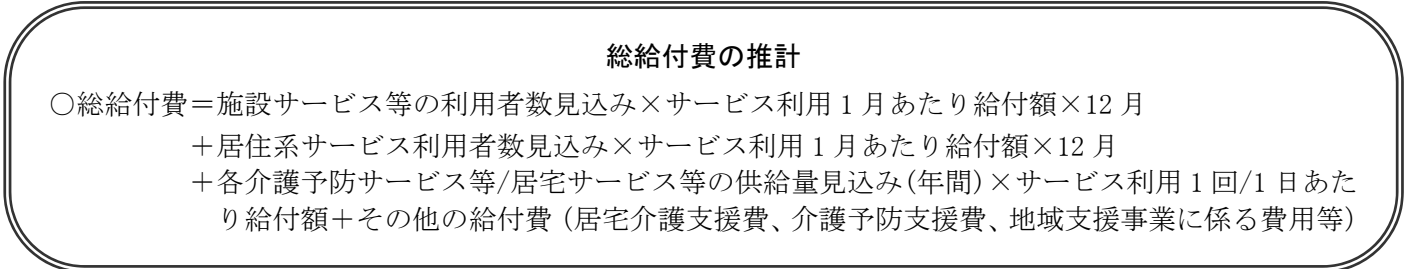 総給付費の推計
○総給付費＝施設サービス等の利用者数見込み×サービス利用1月あたり給付額×12月
＋居住系サービス利用者数見込み×サービス利用1月あたり給付額×12月
＋各介護予防サービス等/居宅サービス等の供給量見込み(年間)×サービス利用1回/1日あた
り給付額＋その他の給付費（居宅介護支援費、介護予防支援費、地域支援事業に係る費用等）